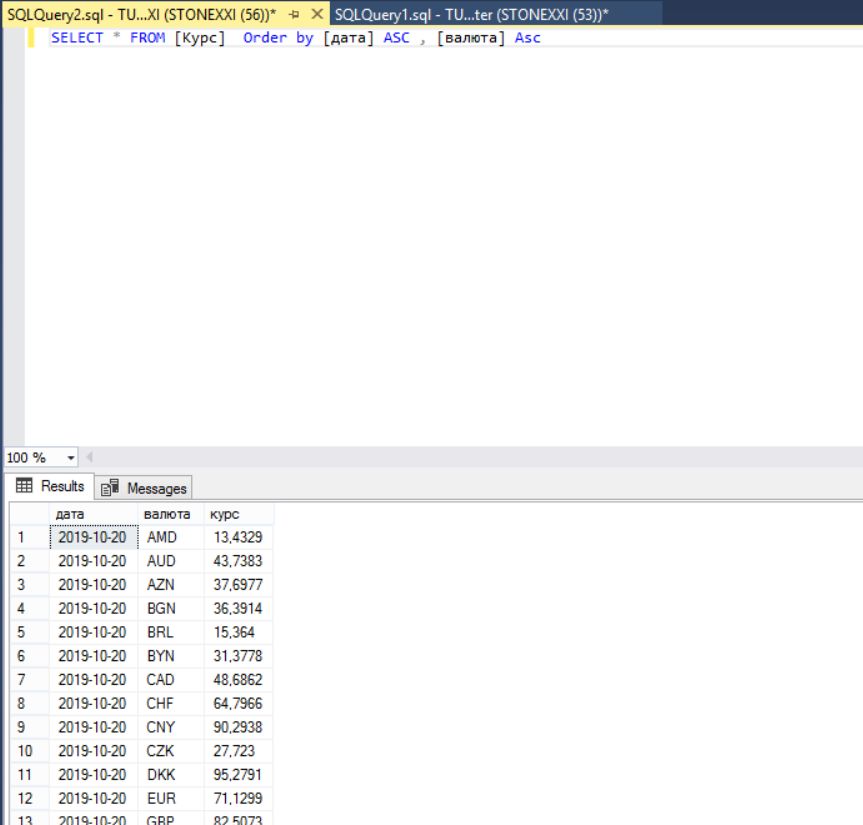 SQLQuery2.sql - TU...XI (STONEXXI (56))* SQLQuery1.sql - TU...ter (STONEXXI (53))*
SELECT * FROM [Курс]  Order by [дата] ASC , [валюта] Asc
100 %
Results Messages
дата валюта курс
1 2019-10-20 AMD 13,4329
2 2019-10-20 AUD 43,7383
3 2019-10-20 AZN 37,6977
4 2019-10-20 BGN 36,3914
5 2019-10-20 BRL 15,364
6 2019-10-20 BYN 31,3778
7 2019-10-20 CAD 48,6862
8 2019-10-20 CHF 64,7966
9 2019-10-20 CNY 90,2938
10 2019-10-20 CZK 27,723
11 2019-10-20 DKK 95,2791
12 2019-10-20 EUR 71,1299
13 2019-10-20 GBP 82,5073